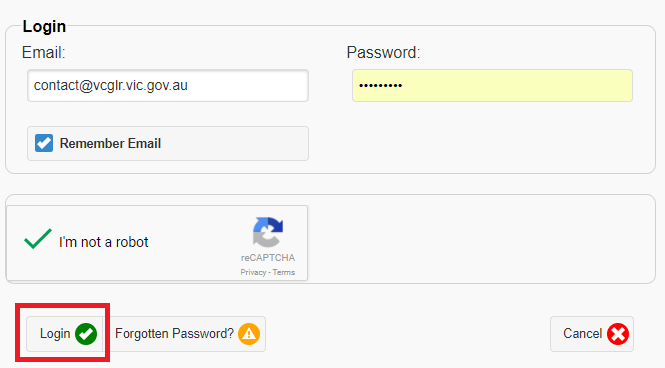 Login
Email: Password:
contact@vcglr.vic.gov.au •••••••••
Remember Email
I'm not a robot
reCAPTCHA
Privacy - Terms
Login Forgotten Password? Cancel